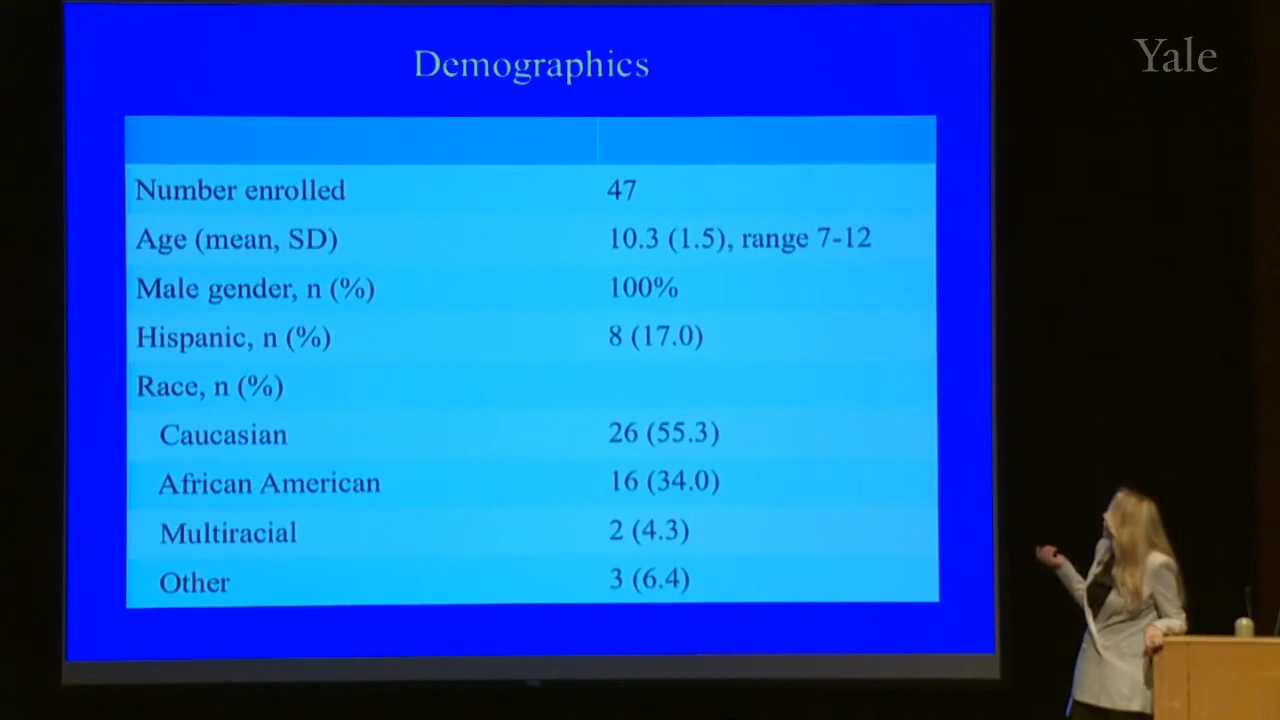 Demographics
Yale
Number enrolled 47
Age (mean, SD) 10.3 (1.5), range 7-12
Male gender, n (%) 100%
Hispanic, n (%) 8 (17.0)
Race, n (%)
Caucasian 26 (55.3)
African American 16 (34.0)
Multiracial 2 (4.3)
Other 3 (6.4)